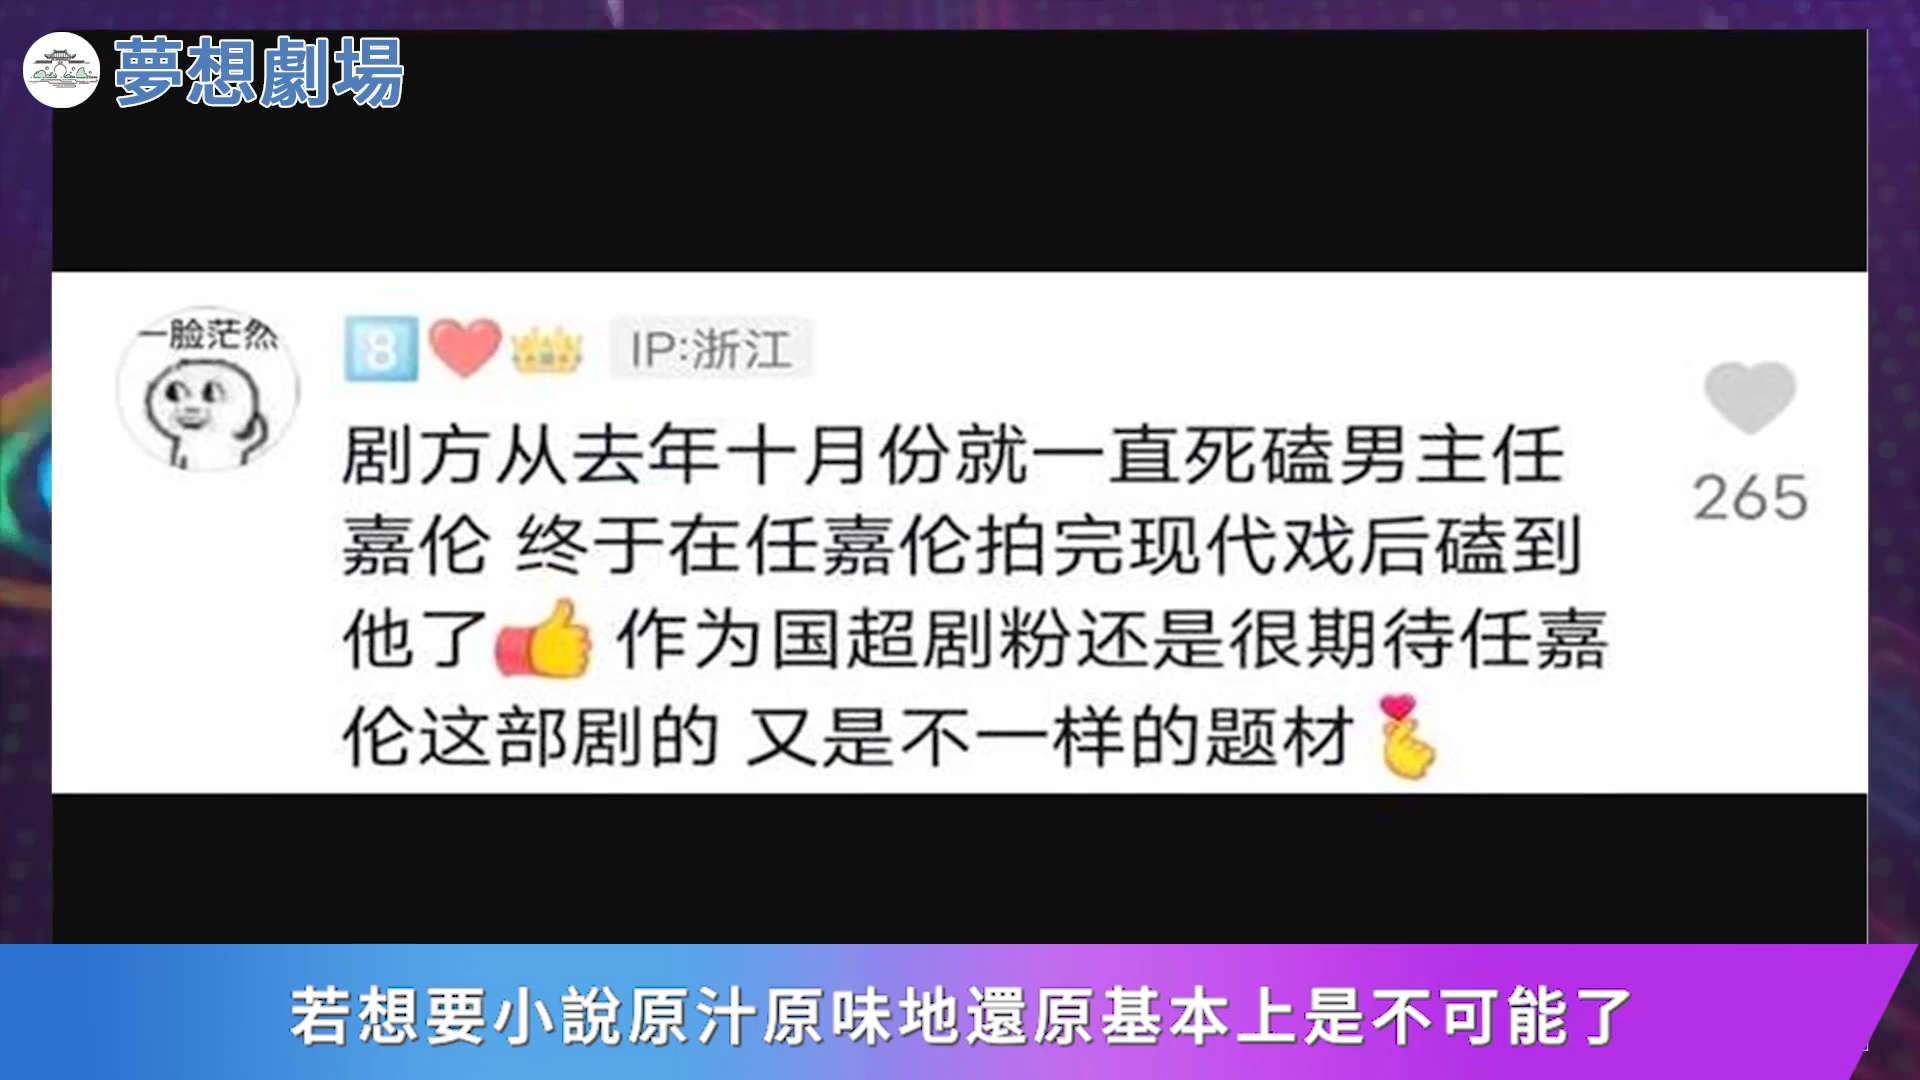 夢想劇場
一脸茫然
8️⃣❤️👑 IP:浙江
剧方从去年十月份就一直死磕男主任
嘉伦 终于在任嘉伦拍完现代戏后磕到
他了👍 作为国超剧粉还是很期待任嘉
伦这部剧的 又是不一样的题材🫰
265
若想要小說原汁原味地還原基本上是不可能了